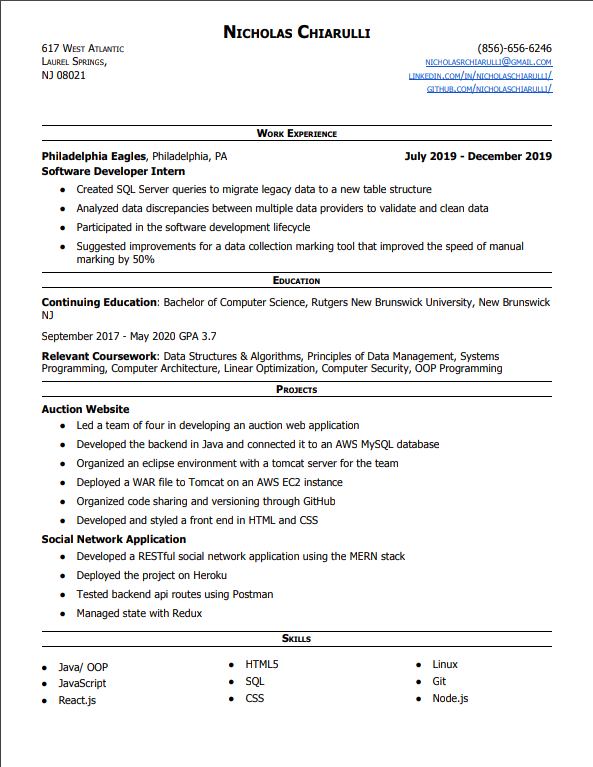 Nicholas Chiarulli
617 West Atlantic
Laurel Springs,
NJ 08021
(856)-656-6246
nicholasrchiarulli@gmail.com
linkedin.com/in/nicholaschiarulli/
github.com/nicholaschiarulli/
Work Experience
Philadelphia Eagles, Philadelphia, PA July 2019 - December 2019
Software Developer Intern
● Created SQL Server queries to migrate legacy data to a new table structure
● Analyzed data discrepancies between multiple data providers to validate and clean data
● Participated in the software development lifecycle
● Suggested improvements for a data collection marking tool that improved the speed of manual
marking by 50%
Education
Continuing Education: Bachelor of Computer Science, Rutgers New Brunswick University, New Brunswick
NJ
September 2017 - May 2020 GPA 3.7
Relevant Coursework: Data Structures & Algorithms, Principles of Data Management, Systems
Programming, Computer Architecture, Linear Optimization, Computer Security, OOP Programming
Projects
Auction Website
● Led a team of four in developing an auction web application
● Developed the backend in Java and connected it to an AWS MySQL database
● Organized an eclipse environment with a tomcat server for the team
● Deployed a WAR file to Tomcat on an AWS EC2 instance
● Organized code sharing and versioning through GitHub
● Developed and styled a front end in HTML and CSS
Social Network Application
● Developed a RESTful social network application using the MERN stack
● Deployed the project on Heroku
● Tested backend api routes using Postman
● Managed state with Redux
Skills
● Java/ OOP
● JavaScript
● React.js
● HTML5
● SQL
● CSS
● Linux
● Git
● Node.js